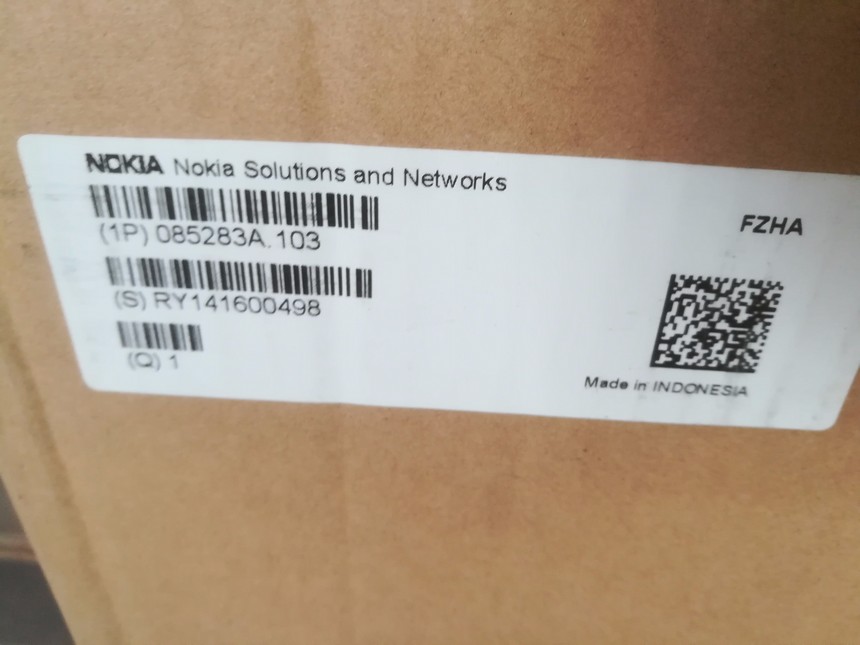 NOKIA Nokia Solutions and Networks
(1P) 085283A.103
FZHA
(S) RY141600498
(Q) 1
Made in INDONESIA